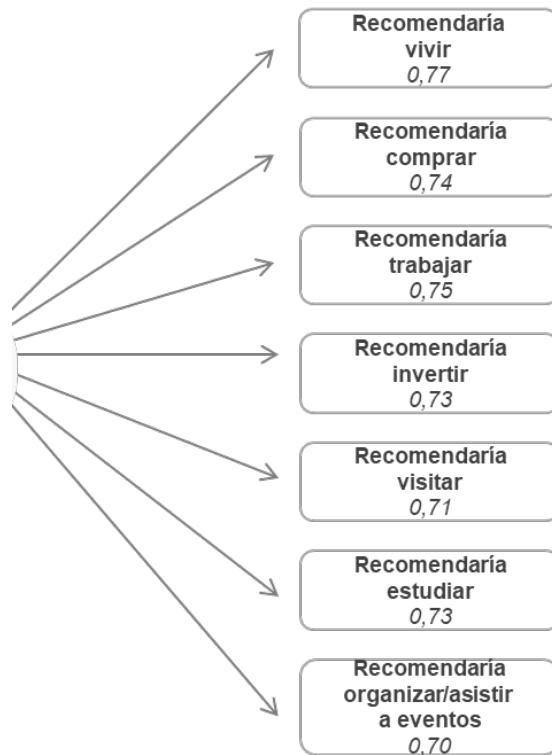 Recomendaría
vivir
0,77
Recomendaría
comprar
0,74
Recomendaría
trabajar
0,75
Recomendaría
invertir
0,73
Recomendaría
visitar
0,71
Recomendaría
estudiar
0,73
Recomendaría
organizar/asistir
a eventos
0,70